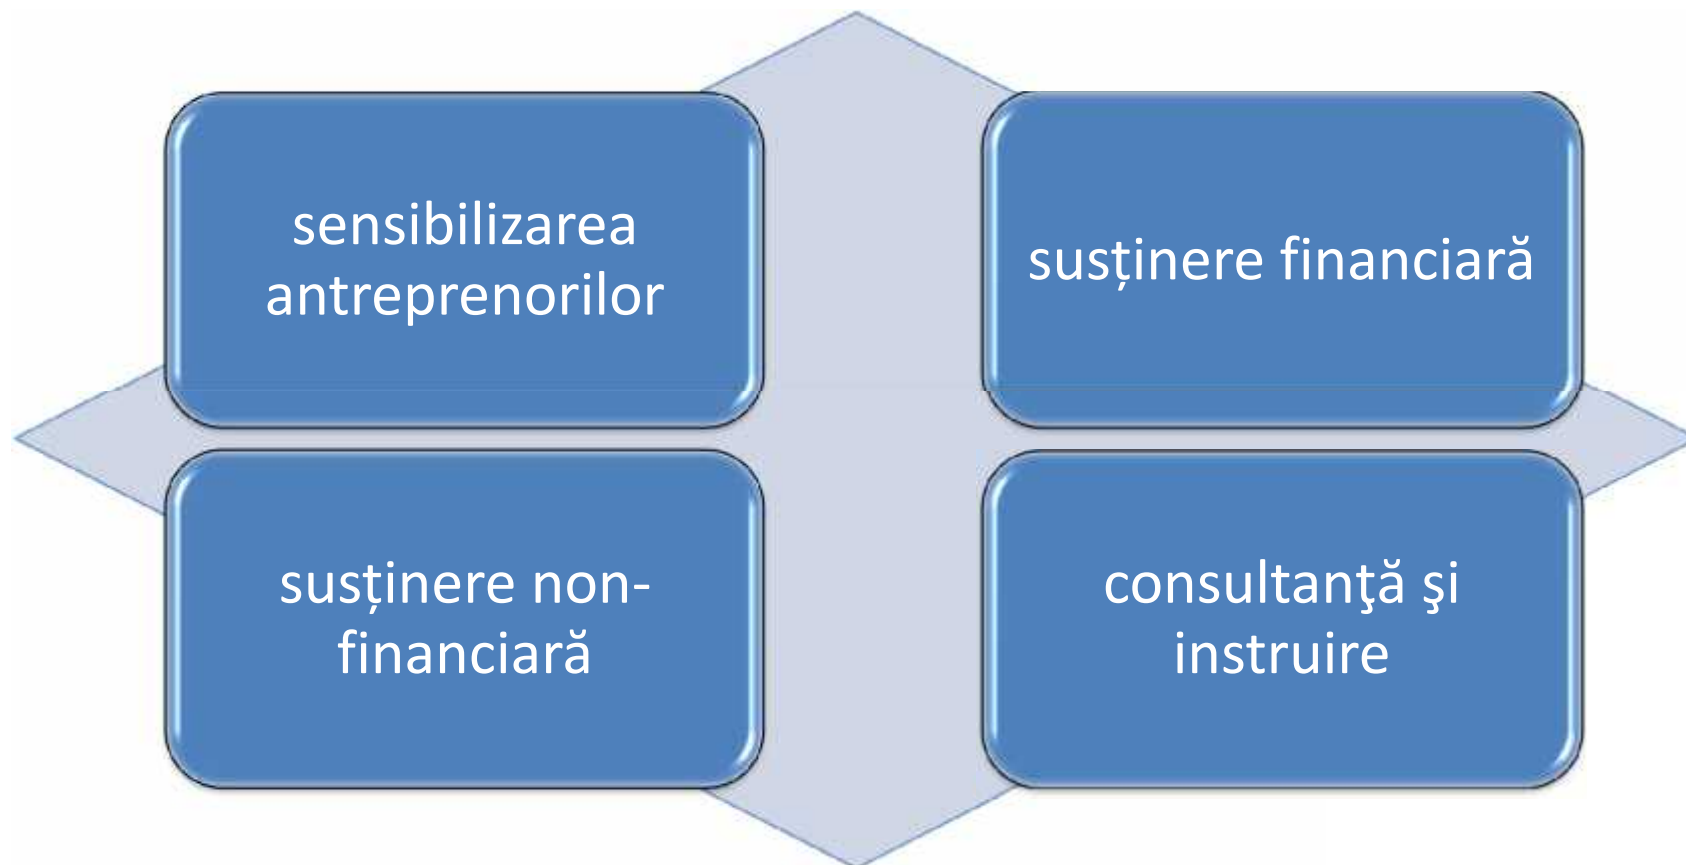 sensibilizarea
antreprenorilor
susținere financiară
susținere non-
financiară
consultanţă şi
instruire